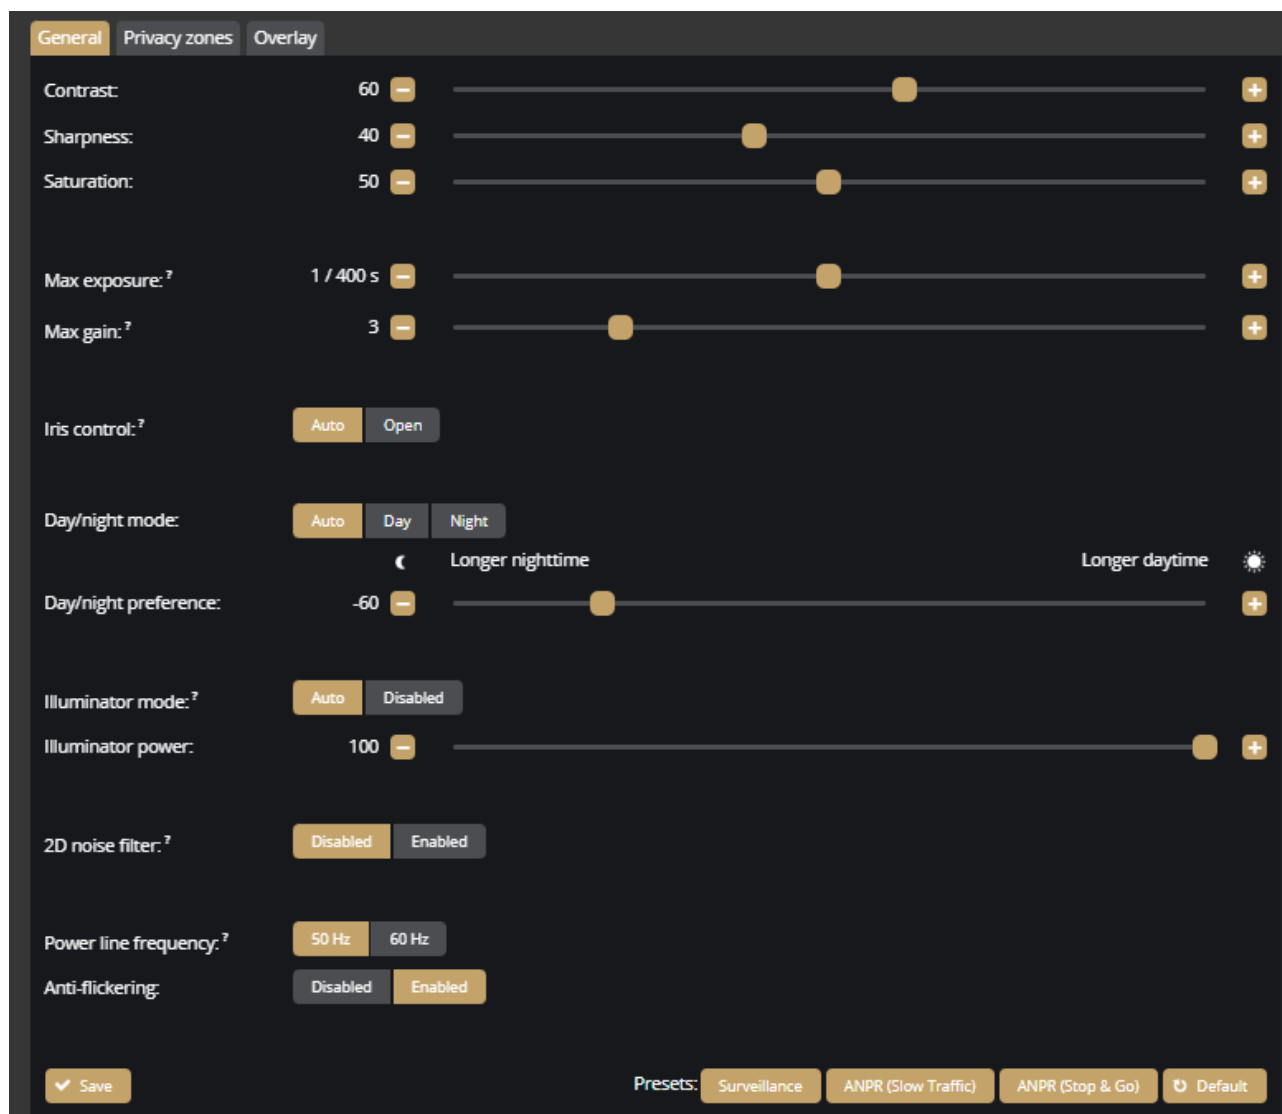 General Privacy zones Overlay
Contrast: 60
Sharpness: 40
Saturation: 50
Max exposure: ? 1 / 400 s
Max gain: ? 3
Iris control: ? Auto Open
Day/night mode: Auto Day Night
Longer nighttime Longer daytime
Day/night preference: -60
Illuminator mode: ? Auto Disabled
Illuminator power: 100
2D noise filter: ? Disabled Enabled
Power line frequency: ? 50 Hz 60 Hz
Anti-flickering: Disabled Enabled
Save Presets: Surveillance ANPR (Slow Traffic) ANPR (Stop & Go) Default